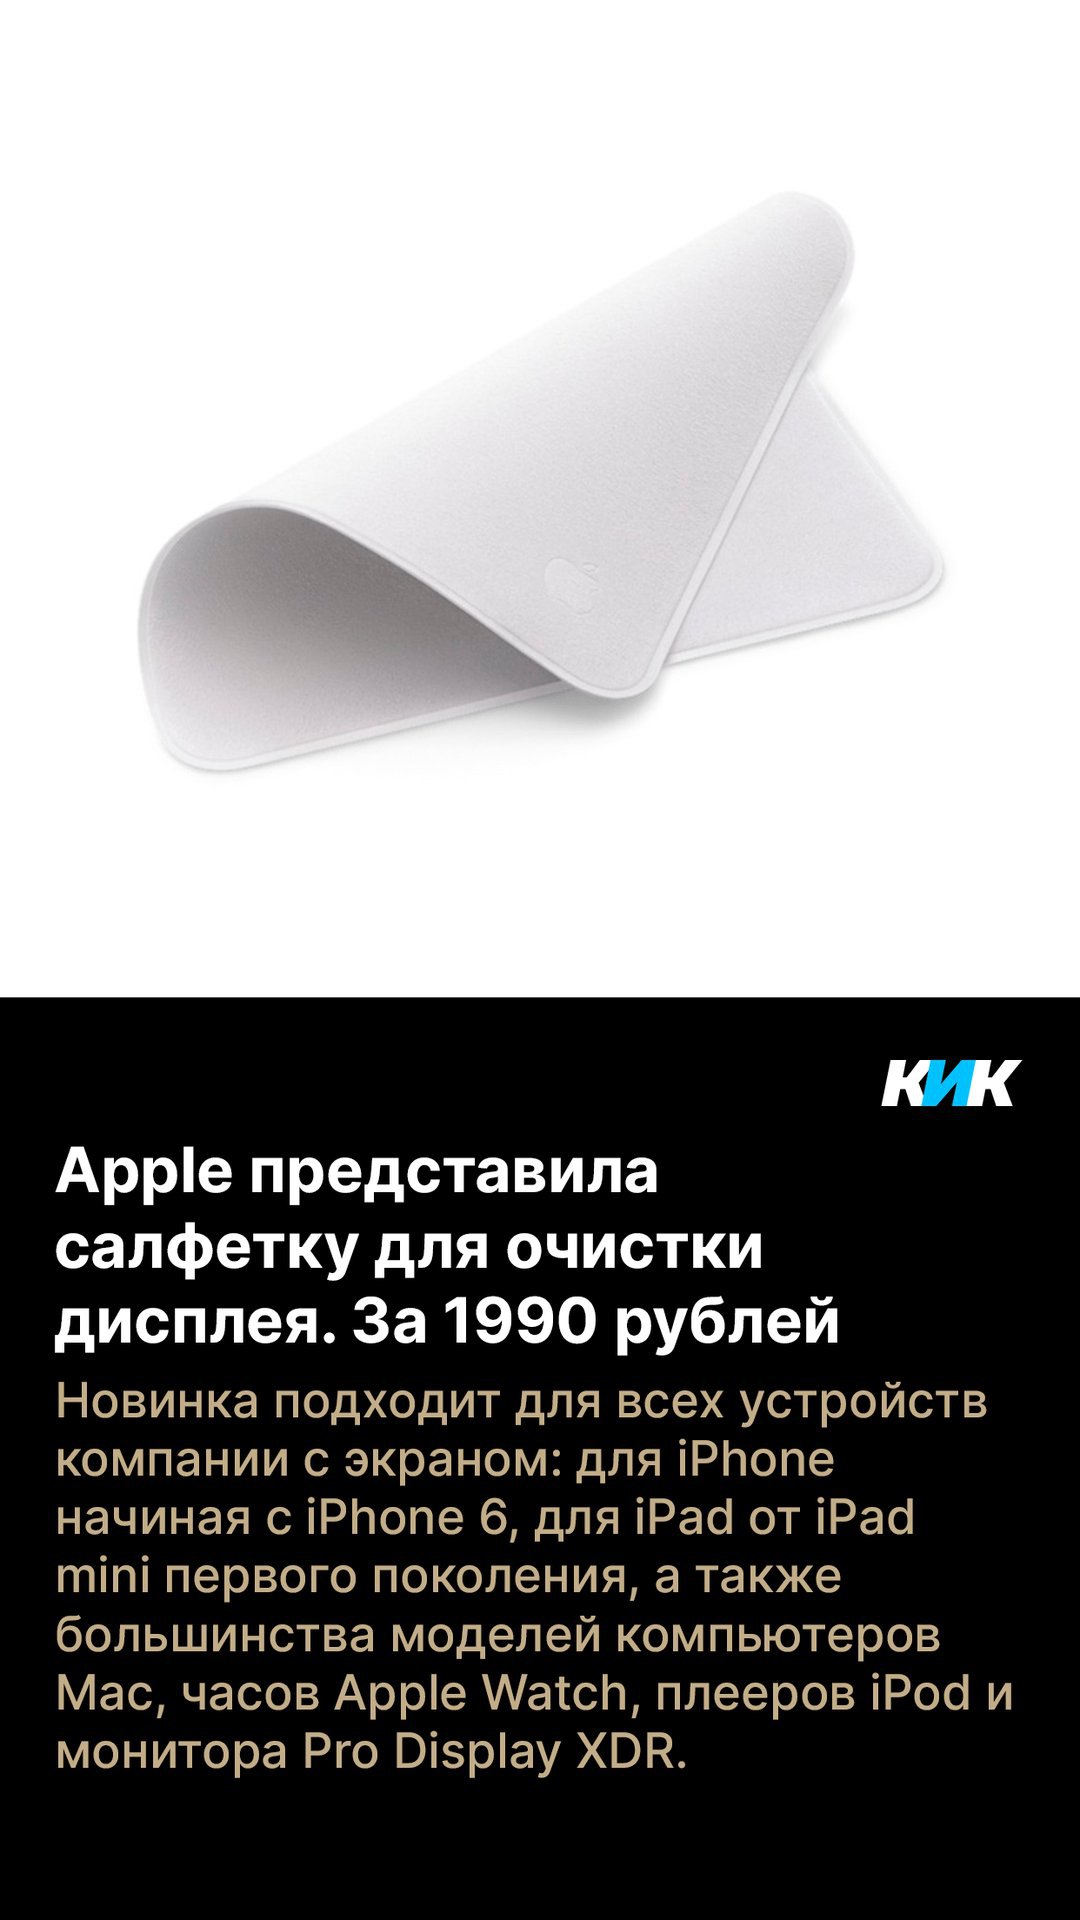 КИК
Apple представила
салфетку для очистки
дисплея. За 1990 рублей
Новинка подходит для всех устройств
компании с экраном: для iPhone
начиная с iPhone 6, для iPad от iPad
mini первого поколения, а также
большинства моделей компьютеров
Mac, часов Apple Watch, плееров iPod и
монитора Pro Display XDR.